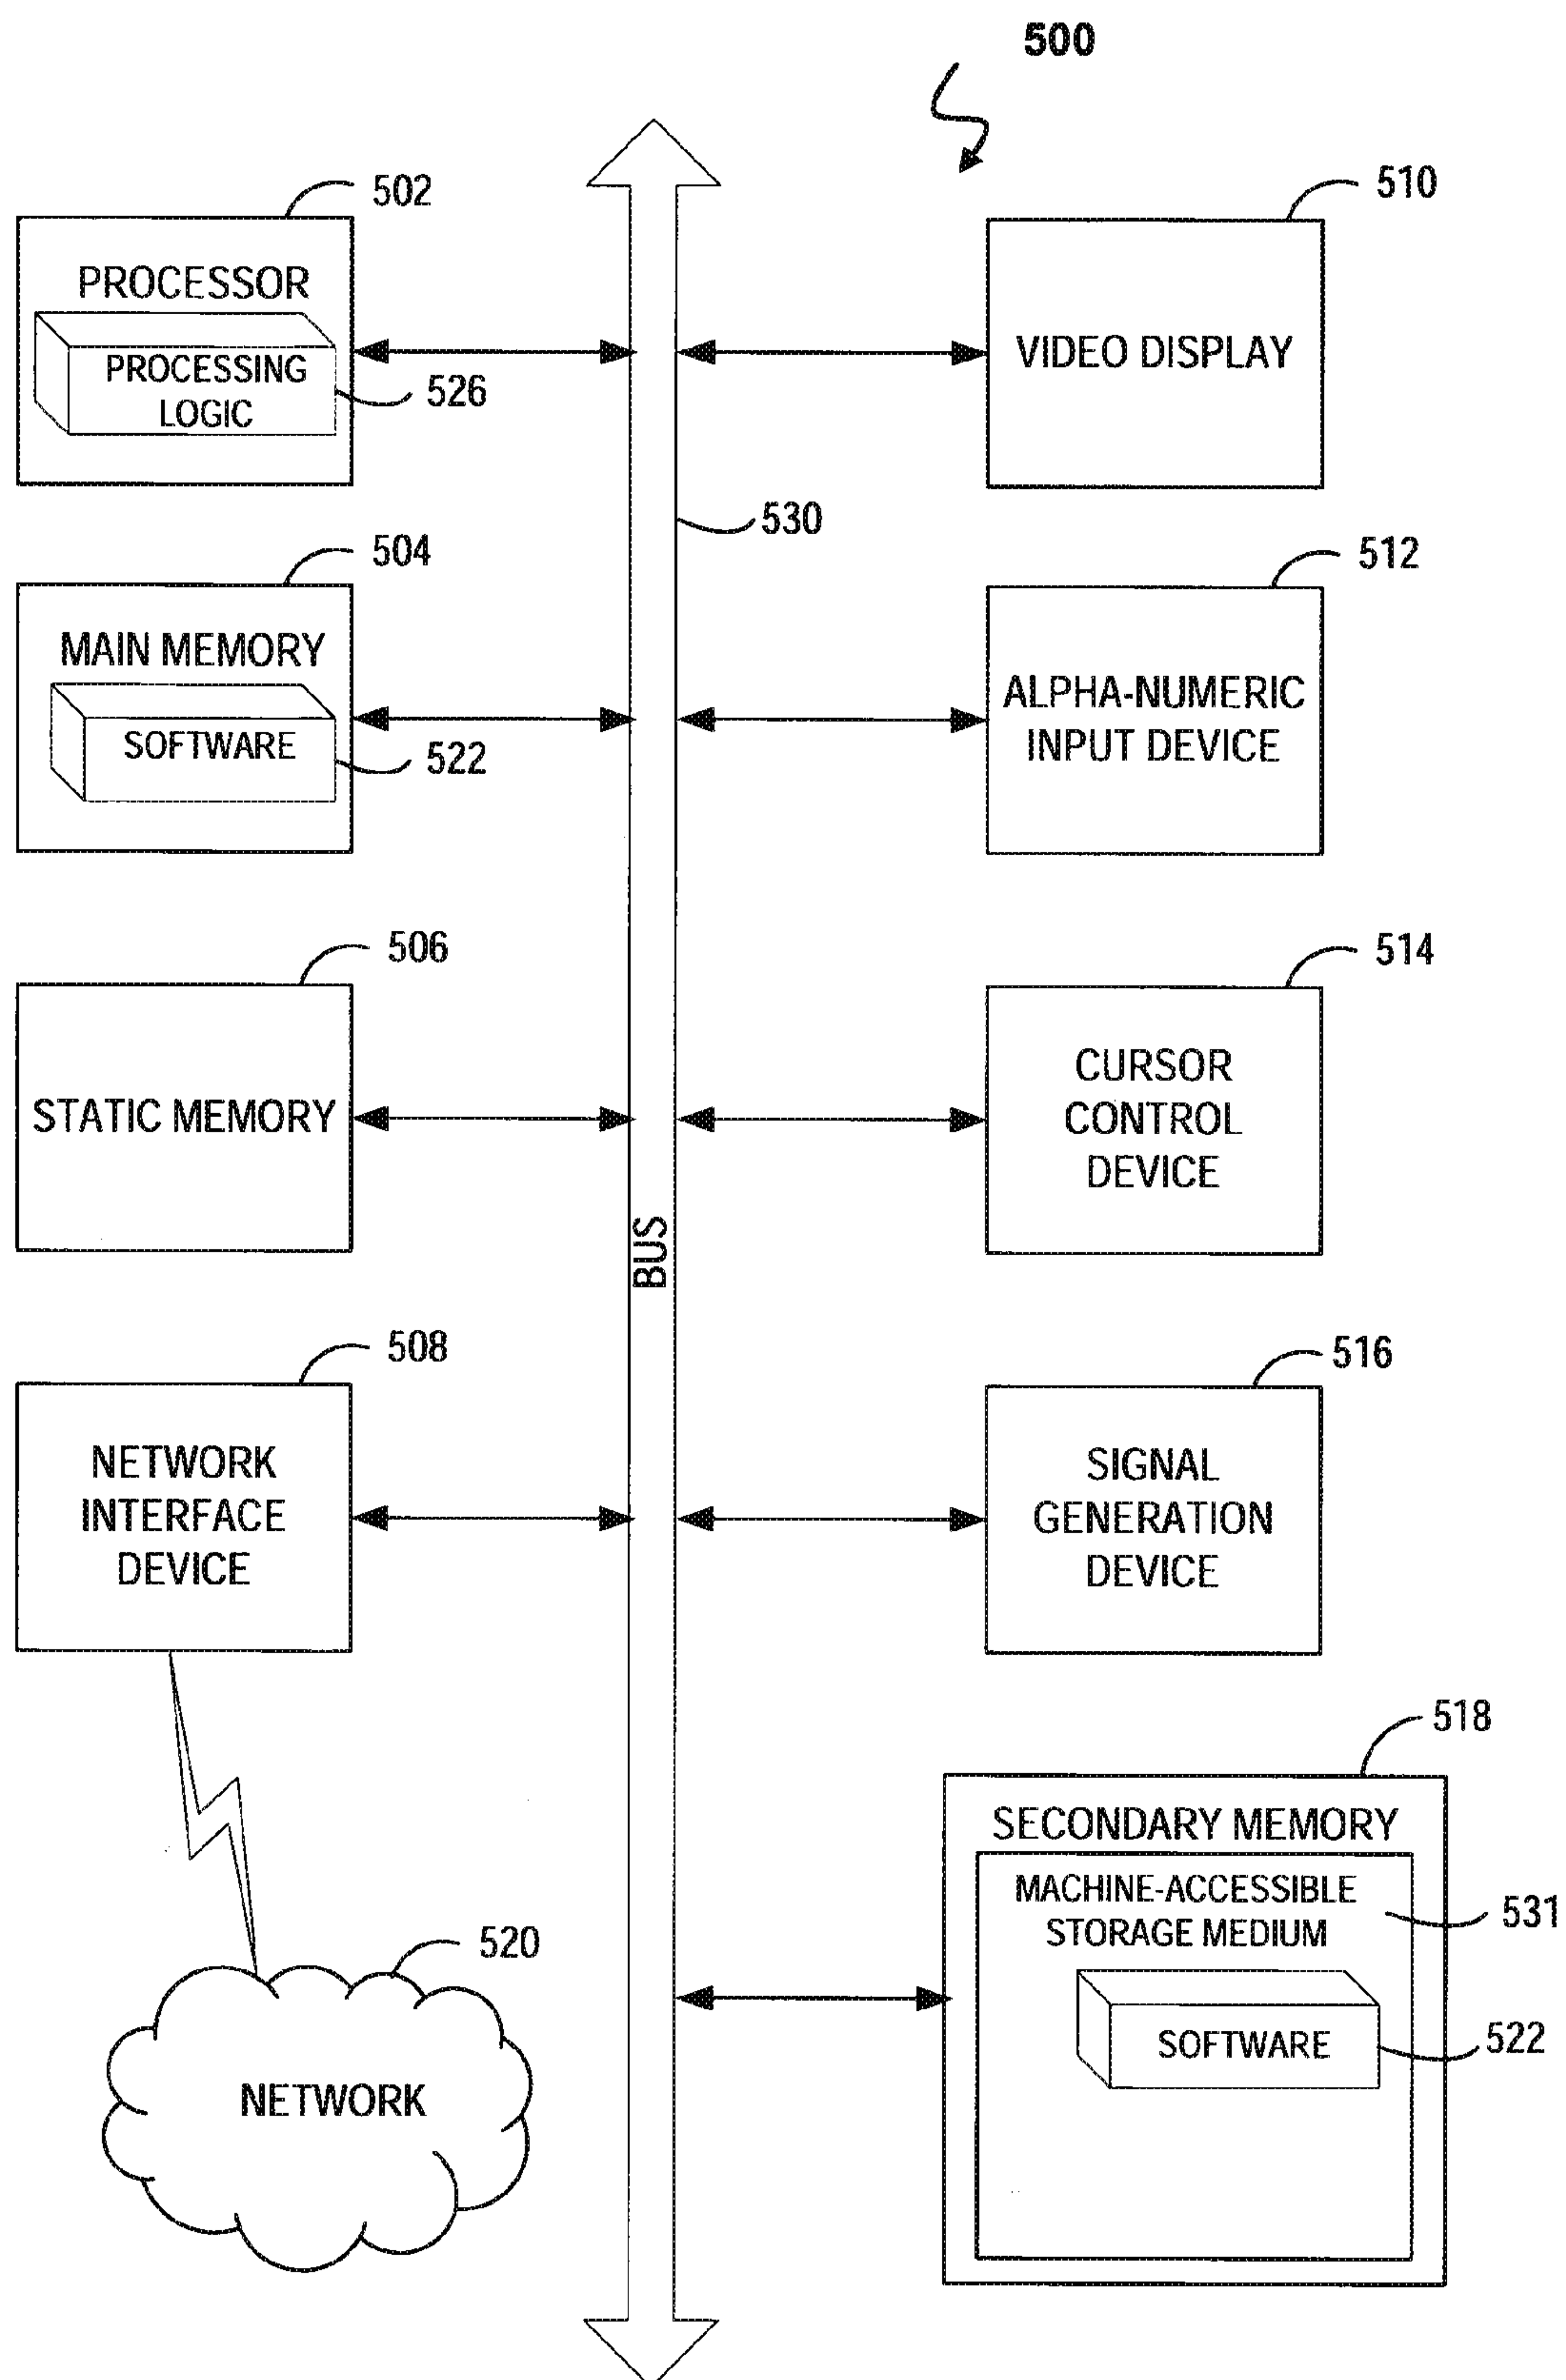 500
502
PROCESSOR
PROCESSING
LOGIC
526
510
VIDEO DISPLAY
530
504
MAIN MEMORY
SOFTWARE
522
512
ALPHA-NUMERIC
INPUT DEVICE
506
STATIC MEMORY
514
CURSOR
CONTROL
DEVICE
BUS
508
NETWORK
INTERFACE
DEVICE
516
SIGNAL
GENERATION
DEVICE
518
SECONDARY MEMORY
MACHINE-ACCESSIBLE
STORAGE MEDIUM
531
SOFTWARE
522
520
NETWORK